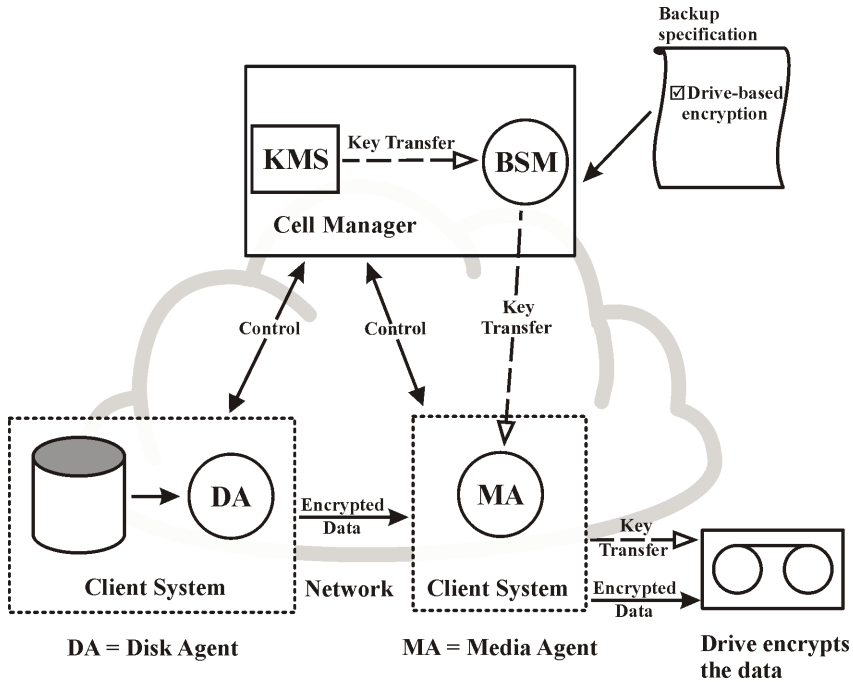 Backup
specification
☑Drive-based
encryption
KMS
Key Transfer
BSM
Cell Manager
Control
Control
Key
Transfer
DA
Encrypted
Data
MA
Key
Transfer
Client System
Network
Client System
Encrypted
Data
DA = Disk Agent
MA = Media Agent
Drive encrypts
the data